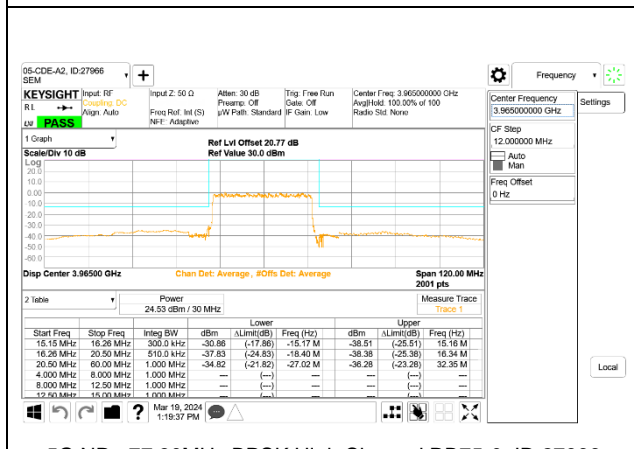 05-CDE-A2, ID:27966
SEM
Frequency
KEYSIGHT
Input: RF
Coupling: DC
Align: Auto
Input Z: 50 Ω
Freq Ref: Int (S)
NFE: Adaptive
Atten: 30 dB
Preamp: Off
µW Path: Standard
Trig: Free Run
Gate: Off
IF Gain: Low
Center Freq: 3.965000000 GHz
Avg|Hold: 100.00% of 100
Radio Std: None
R L
PASS
Center Frequency
3.965000000 GHz
Settings
CF Step
12.000000 MHz
Auto
Man
Freq Offset
0 Hz
1 Graph
Scale/Div 10 dB
Ref Lvl Offset 20.77 dB
Ref Value 30.0 dBm
Log
20.0
10.0
0.00
-10.0
-20.0
-30.0
-40.0
-50.0
-60.0
Disp Center 3.96500 GHz
Chan Det: Average , #Offs Det: Average
Span 120.00 MHz
2001 pts
2 Table
Power
24.53 dBm / 30 MHz
Measure Trace
Trace 1
Lower Upper
Start Freq Stop Freq Integ BW dBm ΔLimit(dB) Freq (Hz) dBm ΔLimit(dB) Freq (Hz)
15.15 MHz 16.26 MHz 300.0 kHz -30.86 (-17.86) -15.17 M -38.51 (-25.51) 15.16 M
16.26 MHz 20.50 MHz 510.0 kHz -37.83 (-24.83) -18.40 M -38.38 (-25.38) 16.34 M
20.50 MHz 60.00 MHz 1.000 MHz -34.82 (-21.82) -27.02 M -36.28 (-23.28) 32.35 M
4.000 MHz 8.000 MHz 1.000 MHz --- (---) --- --- (---) ---
8.000 MHz 12.50 MHz 1.000 MHz --- (---) --- --- (---) ---
12.50 MHz 15.00 MHz 1.000 MHz --- (---) --- --- (---) ---
Local
?
Mar 19, 2024
1:19:37 PM